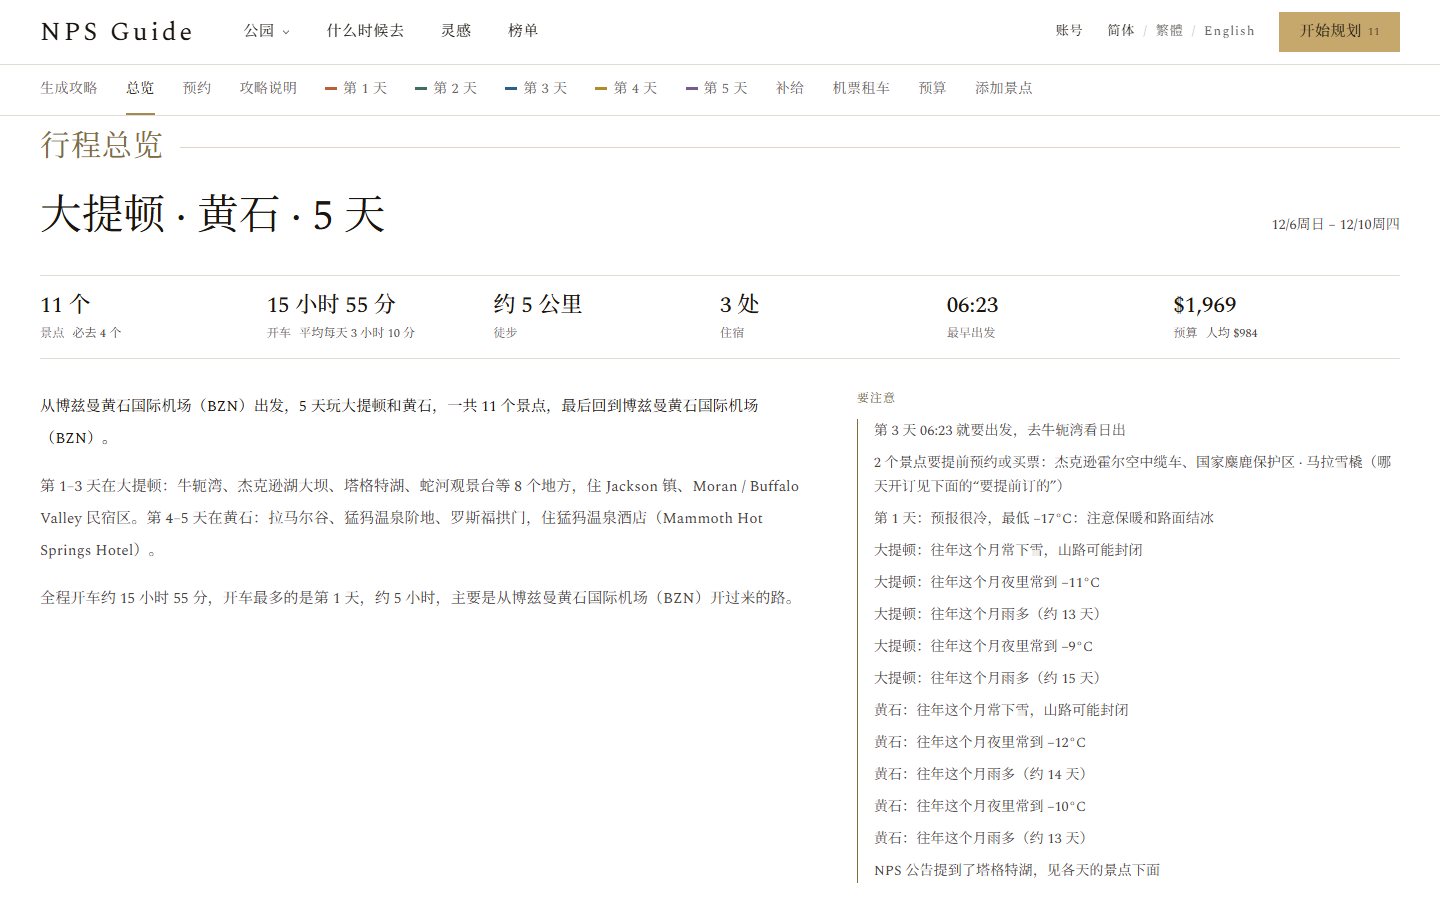 NPS Guide
公园
什么时候去
灵感
榜单
账号
简体 / 繁體 / English
开始规划 11
生成攻略
总览
预约
攻略说明
第 1 天
第 2 天
第 3 天
第 4 天
第 5 天
补给
机票租车
预算
添加景点
行程总览
大提顿 · 黄石 · 5 天
12/6周日 – 12/10周四
11 个
景点 必去 4 个
15 小时 55 分
开车 平均每天 3 小时 10 分
约 5 公里
徒步
3 处
住宿
06:23
最早出发
$1,969
预算 人均 $984
从博兹曼黄石国际机场（BZN）出发，5 天玩大提顿和黄石，一共 11 个景点，最后回到博兹曼黄石国际机场
（BZN）。
第 1–3 天在大提顿：牛轭湾、杰克逊湖大坝、塔格特湖、蛇河观景台等 8 个地方，住 Jackson 镇、Moran / Buffalo
Valley 民宿区。第 4–5 天在黄石：拉马尔谷、猛犸温泉阶地、罗斯福拱门，住猛犸温泉酒店（Mammoth Hot
Springs Hotel）。
全程开车约 15 小时 55 分，开车最多的是第 1 天，约 5 小时，主要是从博兹曼黄石国际机场（BZN）开过来的路。
要注意
第 3 天 06:23 就要出发，去牛轭湾看日出
2 个景点要提前预约或买票：杰克逊霍尔空中缆车、国家麋鹿保护区 · 马拉雪橇（哪
天开订见下面的“要提前订的”）
第 1 天：预报很冷，最低 –17°C：注意保暖和路面结冰
大提顿：往年这个月常下雪，山路可能封闭
大提顿：往年这个月夜里常到 –11°C
大提顿：往年这个月雨多（约 13 天）
大提顿：往年这个月夜里常到 –9°C
大提顿：往年这个月雨多（约 15 天）
黄石：往年这个月常下雪，山路可能封闭
黄石：往年这个月夜里常到 –12°C
黄石：往年这个月雨多（约 14 天）
黄石：往年这个月夜里常到 –10°C
黄石：往年这个月雨多（约 13 天）
NPS 公告提到了塔格特湖，见各天的景点下面